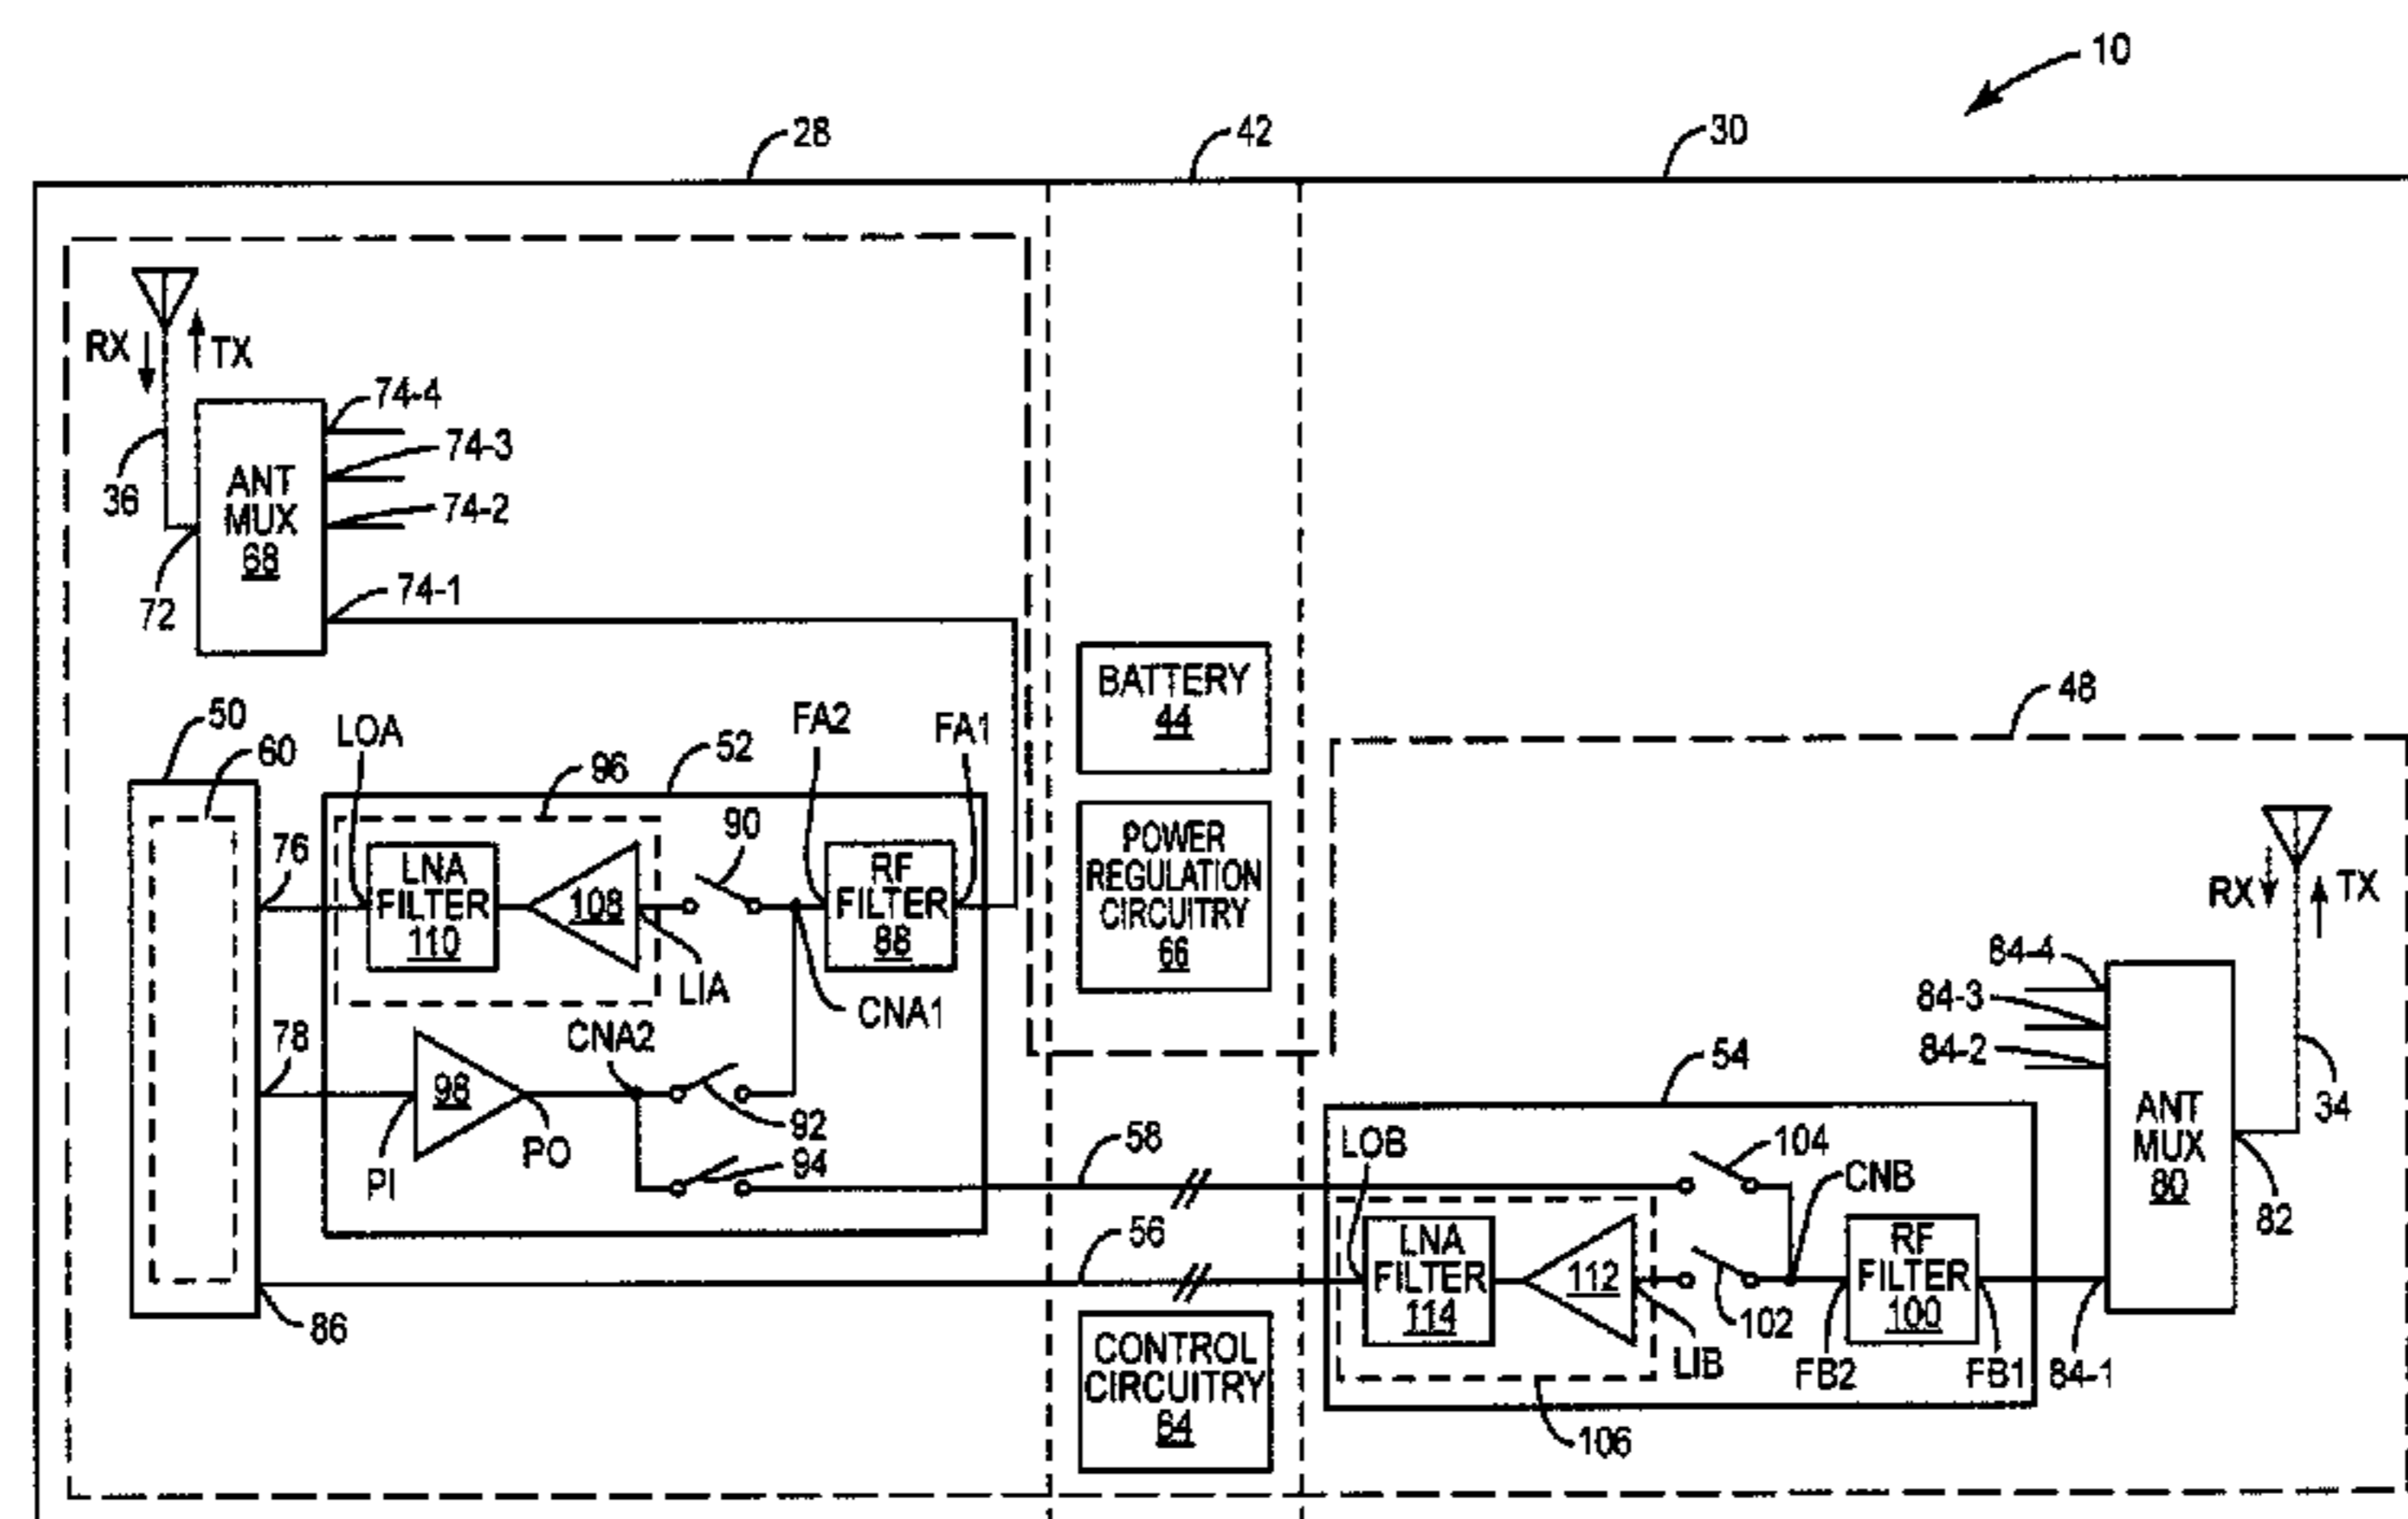 10
28
42
30
RX
TX
36
74-4
74-3
74-2
74-1
ANT
MUX
68
72
BATTERY
44
POWER
REGULATION
CIRCUITRY
66
48
50
60
LOA
96
52
FA2
FA1
90
76
LNA
FILTER
110
108
RF
FILTER
88
LIA
CNA1
78
CNA2
98
PI
PO
92
94
58
56
86
CONTROL
CIRCUITRY
64
RX
TX
84-4
84-3
84-2
34
ANT
MUX
80
82
54
LOB
104
CNB
LNA
FILTER
114
112
RF
FILTER
100
102
LIB
FB2
FB1
84-1
106